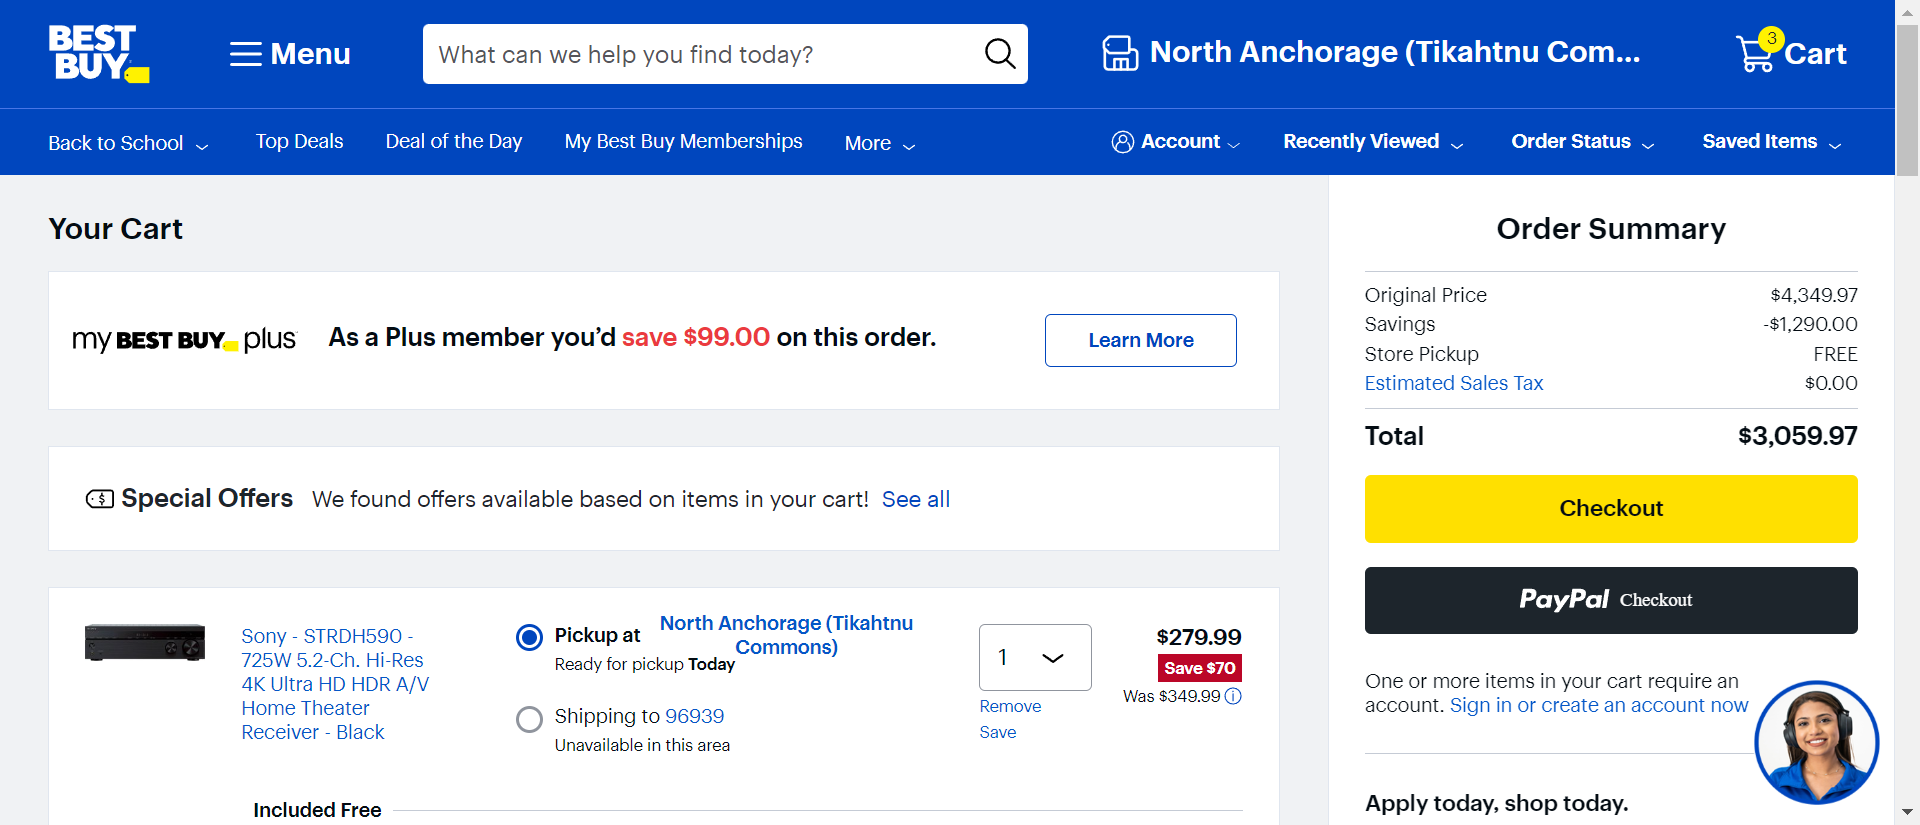 BEST
BUY
Menu
What can we help you find today?
North Anchorage (Tikahtnu Com...
3
Cart
Back to School
Top Deals
Deal of the Day
My Best Buy Memberships
More
Account
Recently Viewed
Order Status
Saved Items
Your Cart
my BEST BUY plus
As a Plus member you'd save $99.00 on this order.
Learn More
Special Offers We found offers available based on items in your cart! See all
Sony - STRDH590 -
725W 5.2-Ch. Hi-Res
4K Ultra HD HDR A/V
Home Theater
Receiver - Black
Pickup at North Anchorage (Tikahtnu
Commons)
Ready for pickup Today
Shipping to 96939
Unavailable in this area
1
Remove
Save
$279.99
Save $70
Was $349.99
Included Free
Order Summary
Original Price $4,349.97
Savings -$1,290.00
Store Pickup FREE
Estimated Sales Tax $0.00
Total $3,059.97
Checkout
PayPal Checkout
One or more items in your cart require an
account. Sign in or create an account now
Apply today, shop today.